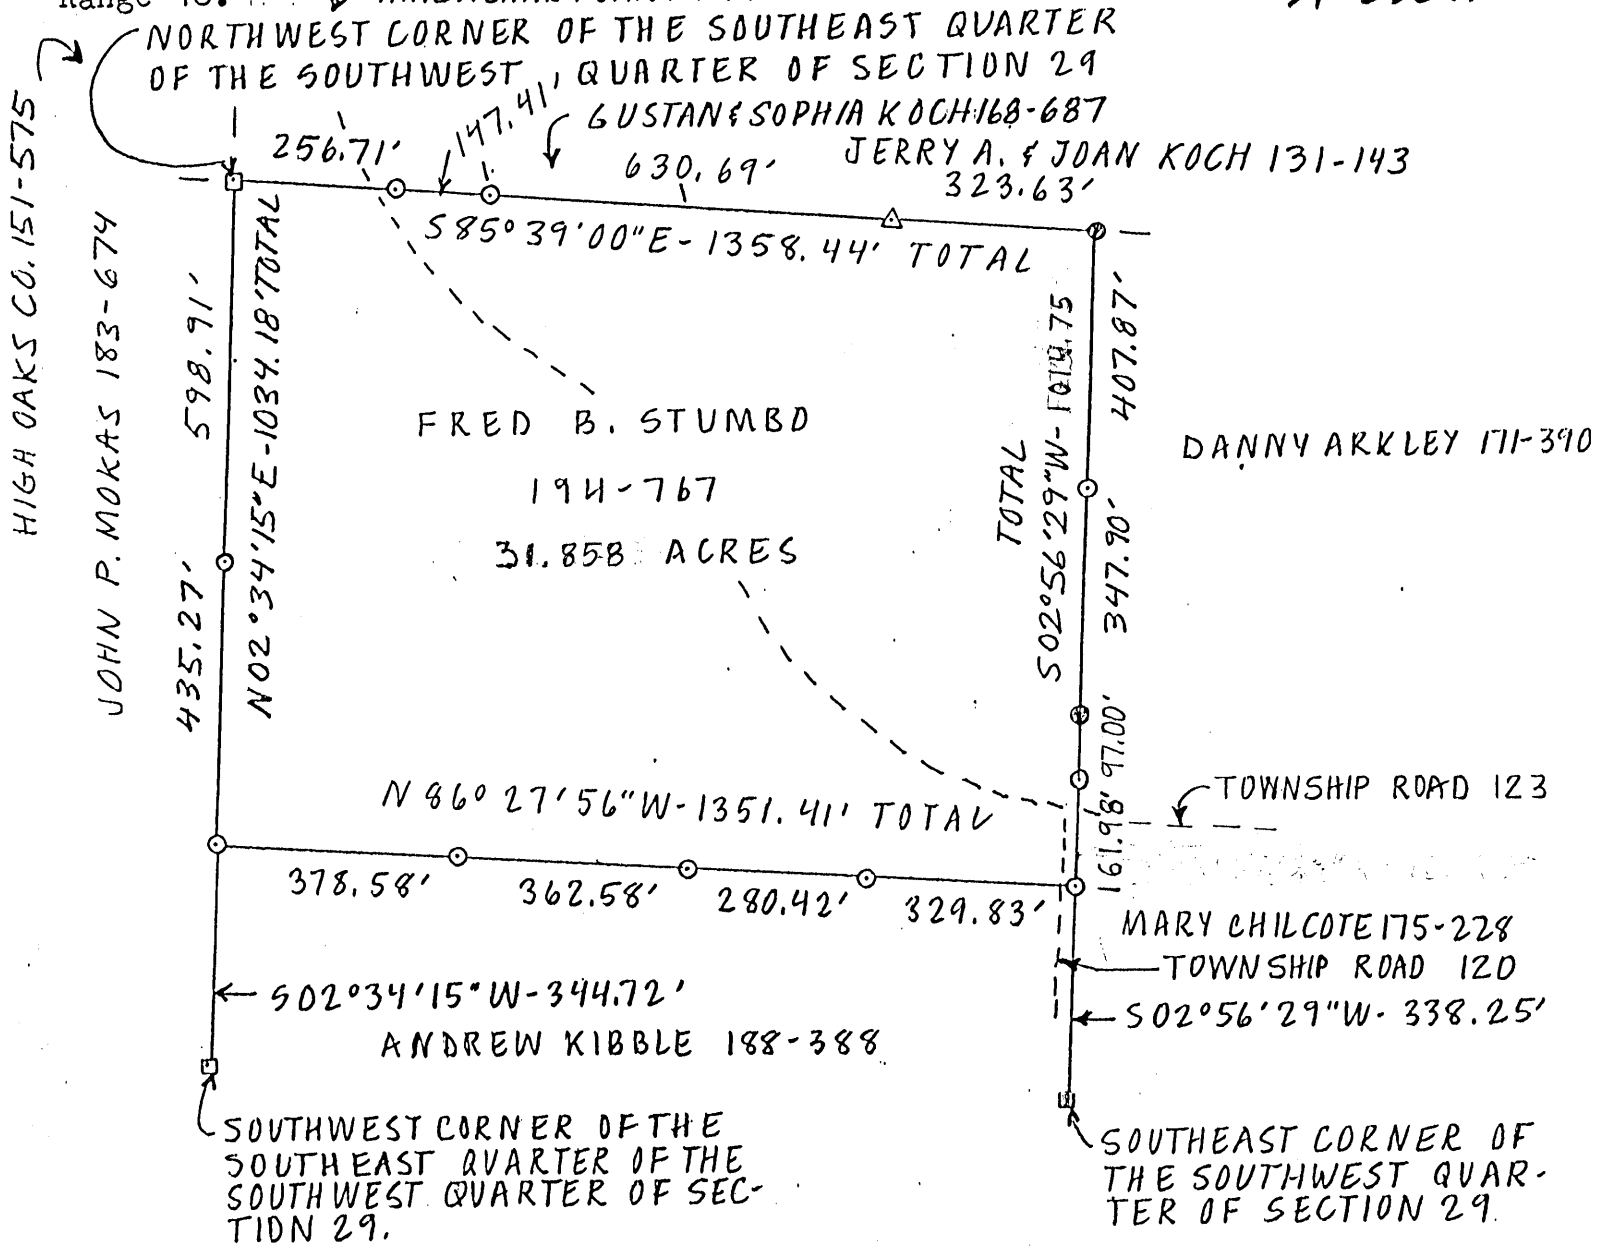 NORTHWEST CORNER OF THE SOUTHEAST QUARTER
OF THE SOUTHWEST QUARTER OF SECTION 29
HIGH OAKS CO. 151-575
JOHN P. MOKAS 183-674
GUSTAN & SOPHIA KOCH 168-687
JERRY A. & JOAN KOCH 131-143
256.71'
147.41'
630.69'
323.63'
S85°39'00"E-1358.44' TOTAL
598.91'
435.27'
N02°34'15"E-1034.18' TOTAL
FRED B. STUMBO
194-767
31.858 ACRES
TOTAL
S02°56'29"W-
407.87'
347.90'
97.00'
161.98'
DANNY ARKLEY 171-390
TOWNSHIP ROAD 123
N86°27'56"W-1351.41' TOTAL
378.58'
362.58'
280.42'
329.83'
MARY CHILCOTE 175-228
TOWNSHIP ROAD 120
S02°34'15"W-344.72'
S02°56'29"W-338.25'
ANDREW KIBBLE 188-388
SOUTHWEST CORNER OF THE
SOUTHEAST QUARTER OF THE
SOUTHWEST QUARTER OF SEC-
TION 29.
SOUTHEAST CORNER OF
THE SOUTHWEST QUAR-
TER OF SECTION 29.